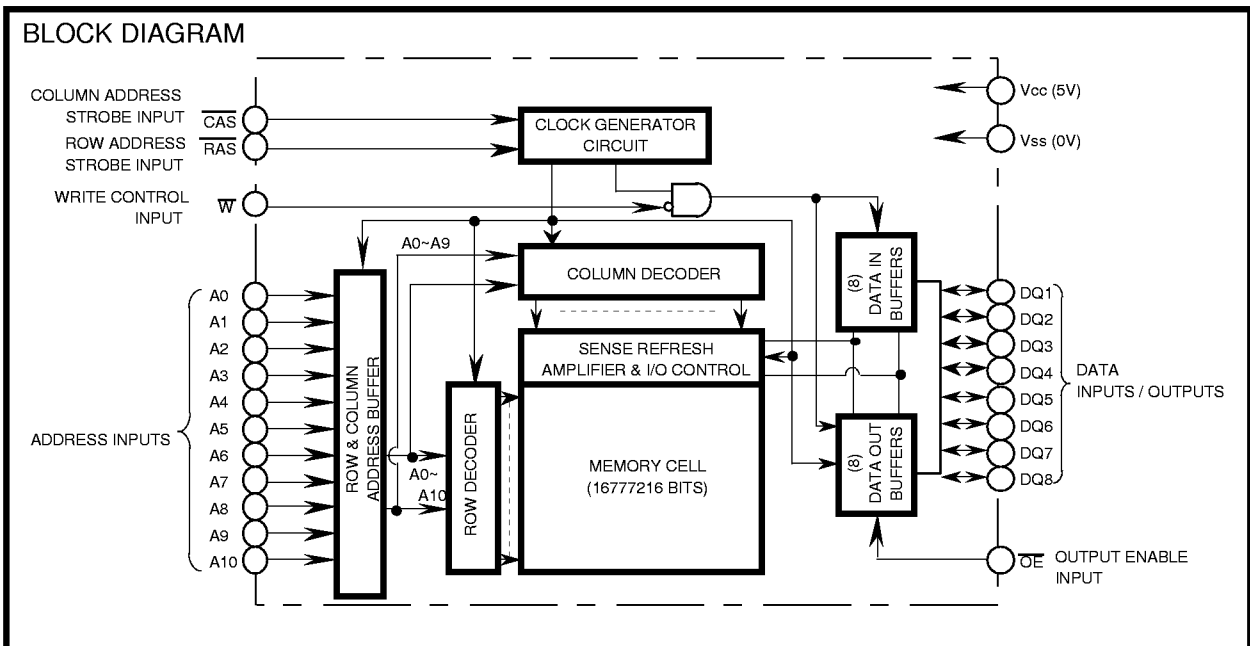 BLOCK DIAGRAM
COLUMN ADDRESS
STROBE INPUT
CAS
ROW ADDRESS
STROBE INPUT
RAS
WRITE CONTROL
INPUT
W
CLOCK GENERATOR
CIRCUIT
Vcc (5V)
Vss (0V)
A0~A9
COLUMN DECODER
(8)
DATA IN
BUFFERS
ADDRESS INPUTS
A0
A1
A2
A3
A4
A5
A6
A7
A8
A9
A10
ROW & COLUMN
ADDRESS BUFFER
A0~
A10
ROW DECODER
SENSE REFRESH
AMPLIFIER & I/O CONTROL
MEMORY CELL
(16777216 BITS)
(8)
DATA OUT
BUFFERS
DQ1
DQ2
DQ3
DQ4
DQ5
DQ6
DQ7
DQ8
DATA
INPUTS / OUTPUTS
OE
OUTPUT ENABLE
INPUT